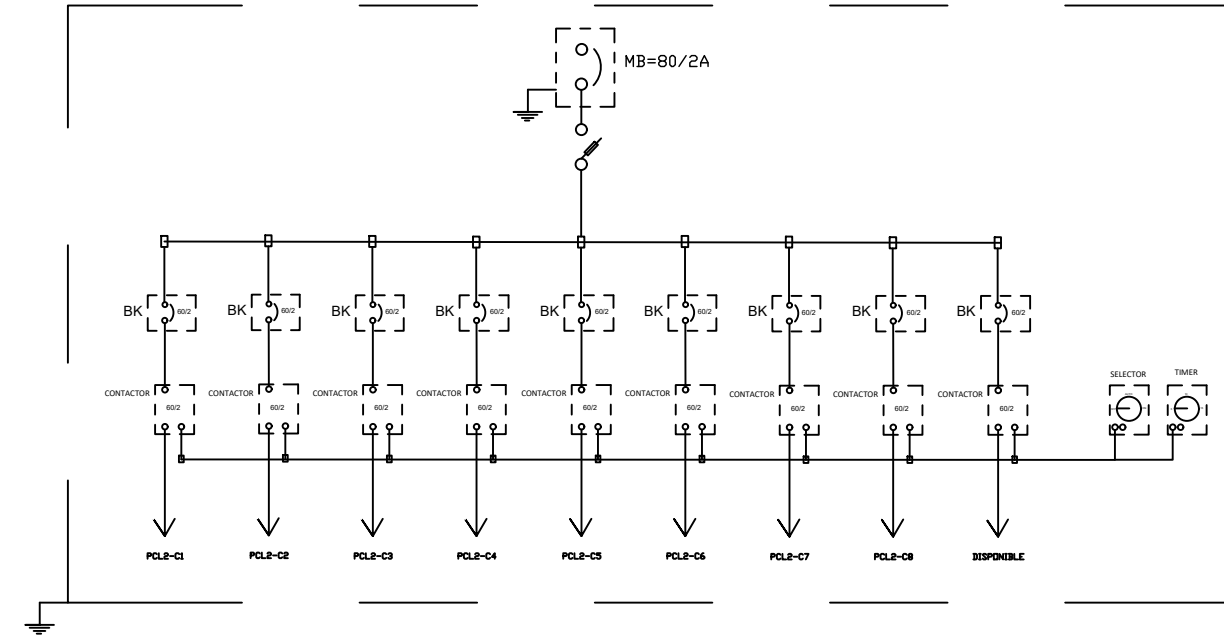 MB=80/2A
BK 60/2 BK 60/2 BK 60/2 BK 60/2 BK 60/2 BK 60/2 BK 60/2 BK 60/2 BK 60/2
SELECTOR TIMER
CONTACTOR CONTACTOR CONTACTOR CONTACTOR CONTACTOR CONTACTOR CONTACTOR CONTACTOR CONTACTOR
60/2 60/2 60/2 60/2 60/2 60/2 60/2 60/2 60/2
PCL2-C1 PCL2-C2 PCL2-C3 PCL2-C4 PCL2-C5 PCL2-C6 PCL2-C7 PCL2-C8 DISPONIBLE